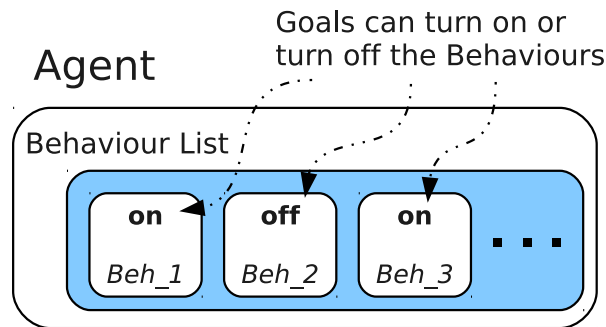 Goals can turn on or
turn off the Behaviours
Agent
Behaviour List
on
off
on
Beh_1
Beh_2
Beh_3